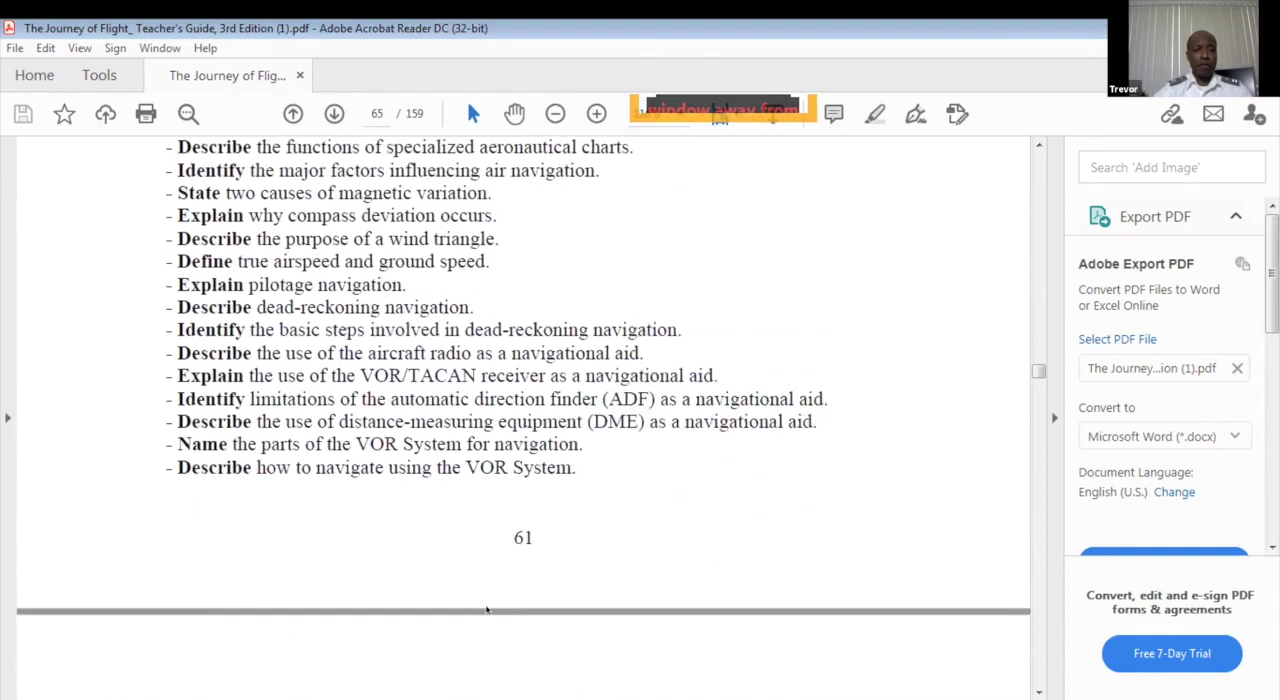 The Journey of Flight_ Teacher's Guide, 3rd Edition (1).pdf - Adobe Acrobat Reader DC (32-bit)
File Edit View Sign Window Help
Home Tools The Journey of Flig... ×
65 / 159
window away from
Trevor
- Describe the functions of specialized aeronautical charts.
- Identify the major factors influencing air navigation.
- State two causes of magnetic variation.
- Explain why compass deviation occurs.
- Describe the purpose of a wind triangle.
- Define true airspeed and ground speed.
- Explain pilotage navigation.
- Describe dead-reckoning navigation.
- Identify the basic steps involved in dead-reckoning navigation.
- Describe the use of the aircraft radio as a navigational aid.
- Explain the use of the VOR/TACAN receiver as a navigational aid.
- Identify limitations of the automatic direction finder (ADF) as a navigational aid.
- Describe the use of distance-measuring equipment (DME) as a navigational aid.
- Name the parts of the VOR System for navigation.
- Describe how to navigate using the VOR System.
61
Search 'Add Image'
Export PDF
Adobe Export PDF
Convert PDF Files to Word
or Excel Online
Select PDF File
The Journey...ion (1).pdf
Convert to
Microsoft Word (*.docx)
Document Language:
English (U.S.) Change
Convert, edit and e-sign PDF
forms & agreements
Free 7-Day Trial